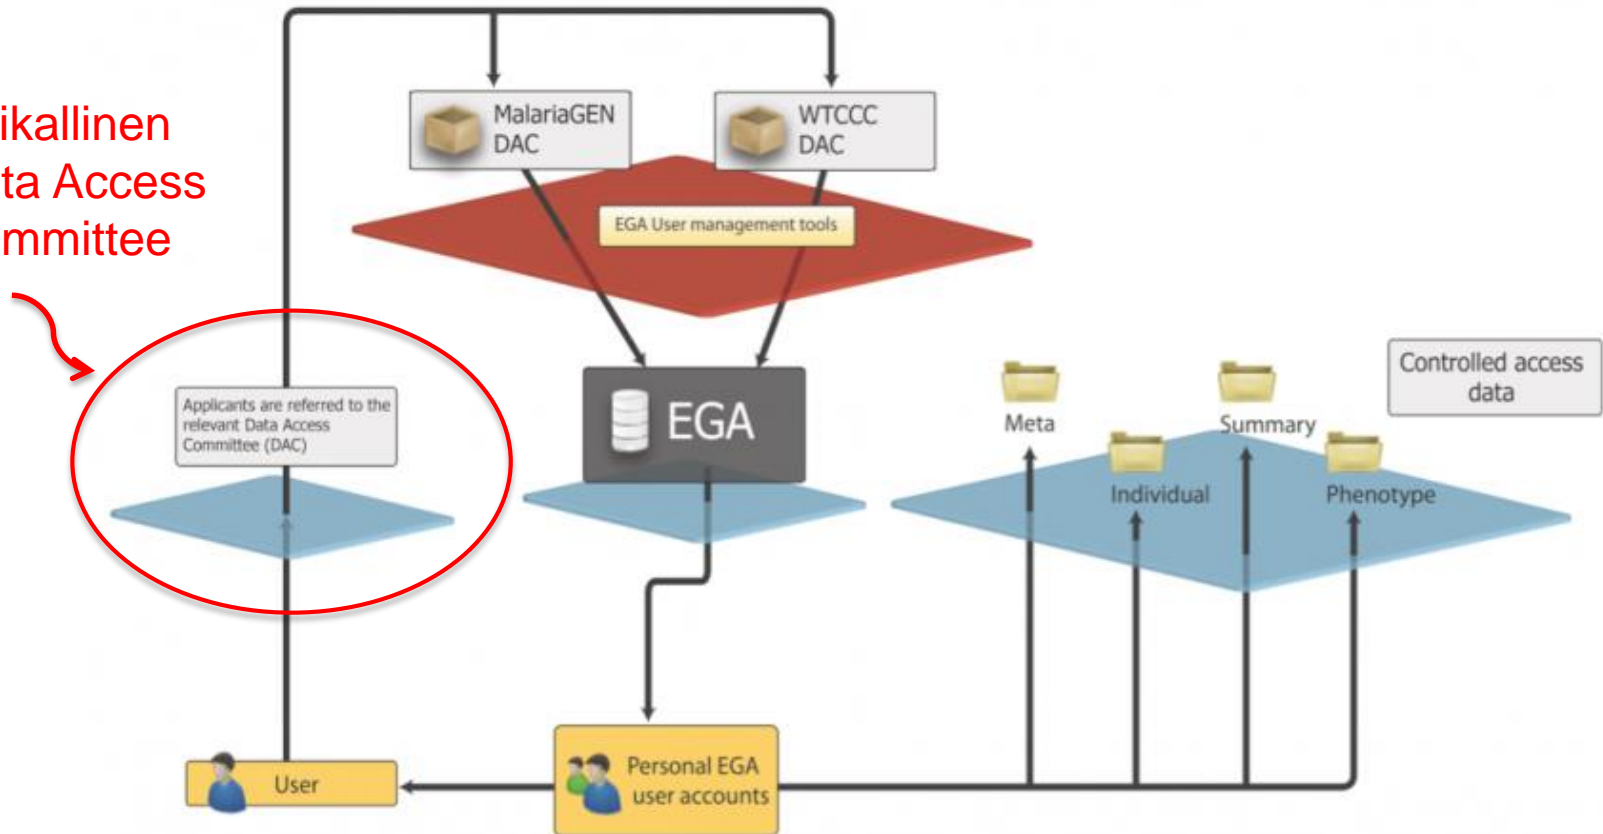 ikallinen
ta Access
mmittee
MalariaGEN
DAC
WTCCC
DAC
EGA User management tools
Applicants are referred to the
relevant Data Access
Committee (DAC)
EGA
Controlled access
data
Meta
Summary
Individual
Phenotype
User
Personal EGA
user accounts